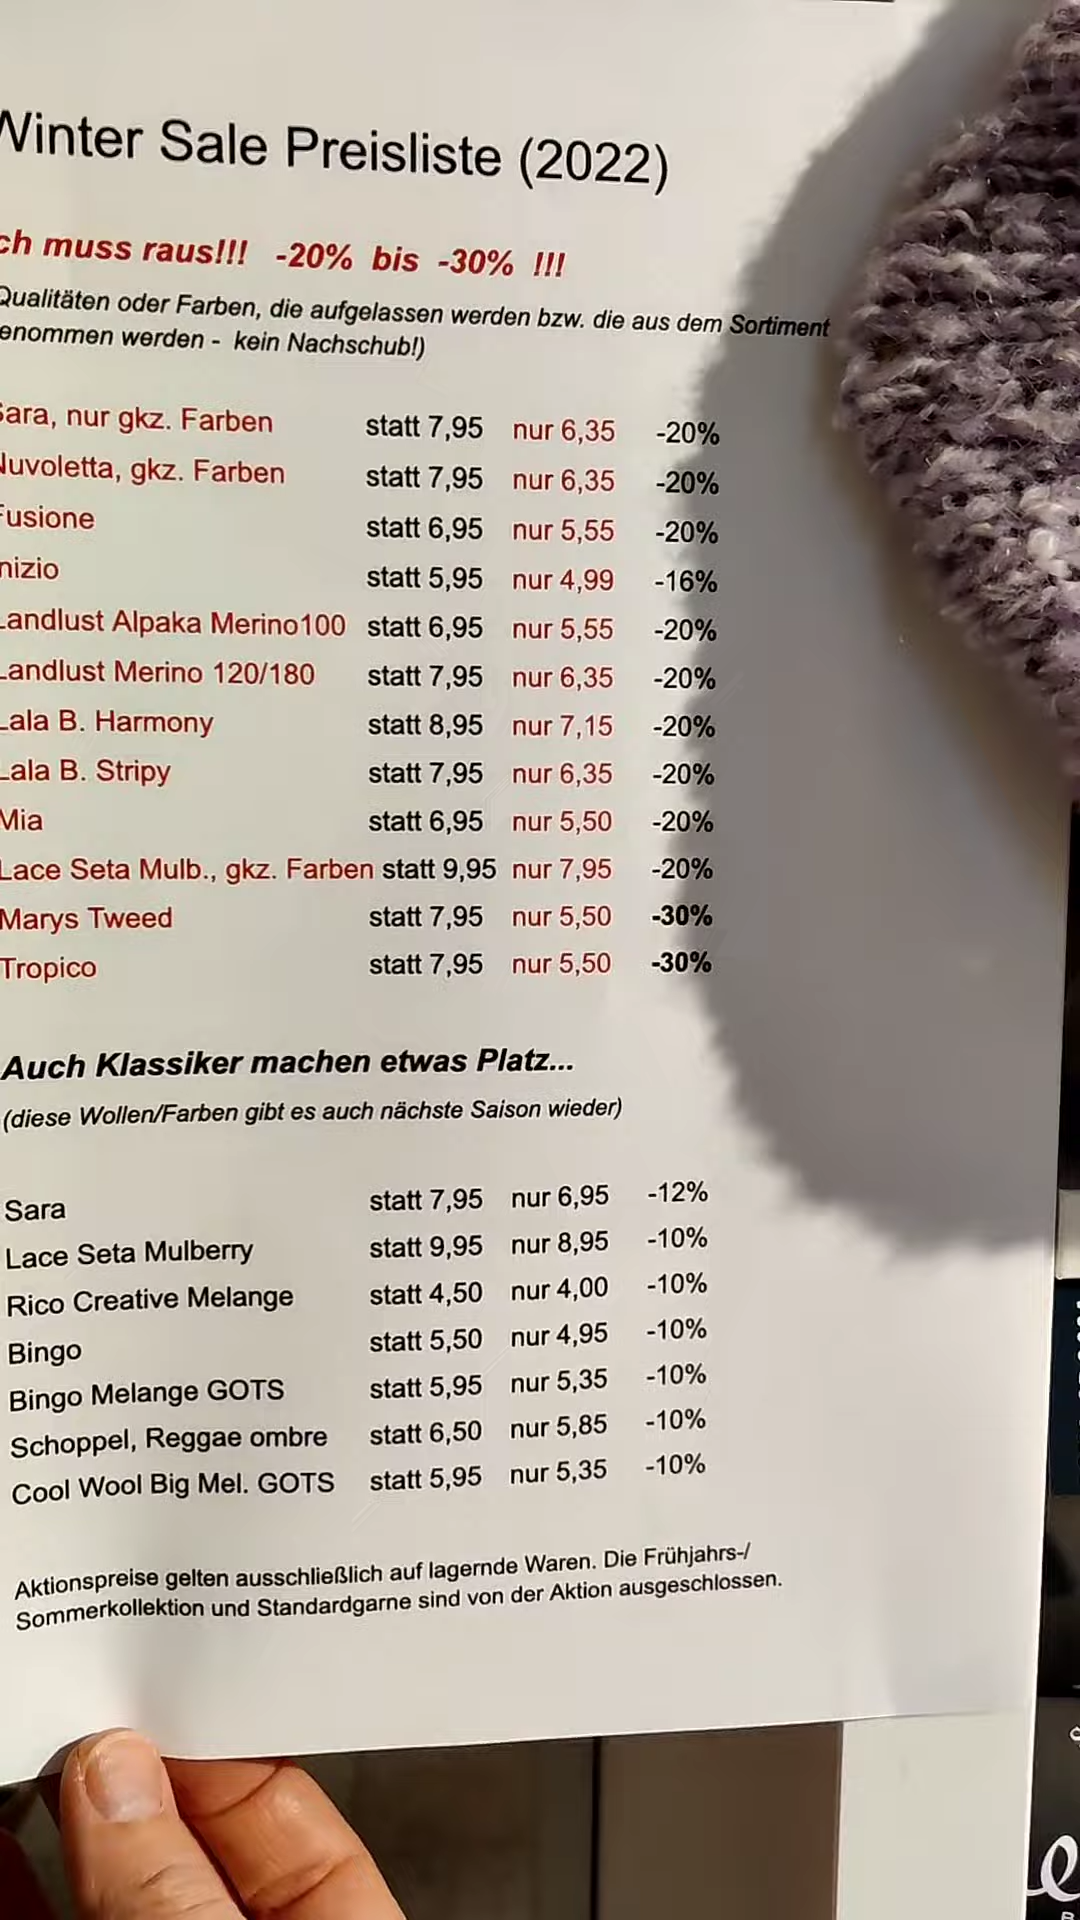 Winter Sale Preisliste (2022)
ch muss raus!!! -20% bis -30% !!!
Qualitäten oder Farben, die aufgelassen werden bzw. die aus dem Sortiment
enommen werden - kein Nachschub!)
Sara, nur gkz. Farben statt 7,95 nur 6,35 -20%
Nuvoletta, gkz. Farben statt 7,95 nur 6,35 -20%
Fusione statt 6,95 nur 5,55 -20%
nizio statt 5,95 nur 4,99 -16%
Landlust Alpaka Merino100 statt 6,95 nur 5,55 -20%
Landlust Merino 120/180 statt 7,95 nur 6,35 -20%
Lala B. Harmony statt 8,95 nur 7,15 -20%
Lala B. Stripy statt 7,95 nur 6,35 -20%
Mia statt 6,95 nur 5,50 -20%
Lace Seta Mulb., gkz. Farben statt 9,95 nur 7,95 -20%
Marys Tweed statt 7,95 nur 5,50 -30%
Tropico statt 7,95 nur 5,50 -30%
Auch Klassiker machen etwas Platz...
(diese Wollen/Farben gibt es auch nächste Saison wieder)
Sara statt 7,95 nur 6,95 -12%
Lace Seta Mulberry statt 9,95 nur 8,95 -10%
Rico Creative Melange statt 4,50 nur 4,00 -10%
Bingo statt 5,50 nur 4,95 -10%
Bingo Melange GOTS statt 5,95 nur 5,35 -10%
Schoppel, Reggae ombre statt 6,50 nur 5,85 -10%
Cool Wool Big Mel. GOTS statt 5,95 nur 5,35 -10%
Aktionspreise gelten ausschließlich auf lagernde Waren. Die Frühjahrs-/
Sommerkollektion und Standardgarne sind von der Aktion ausgeschlossen.